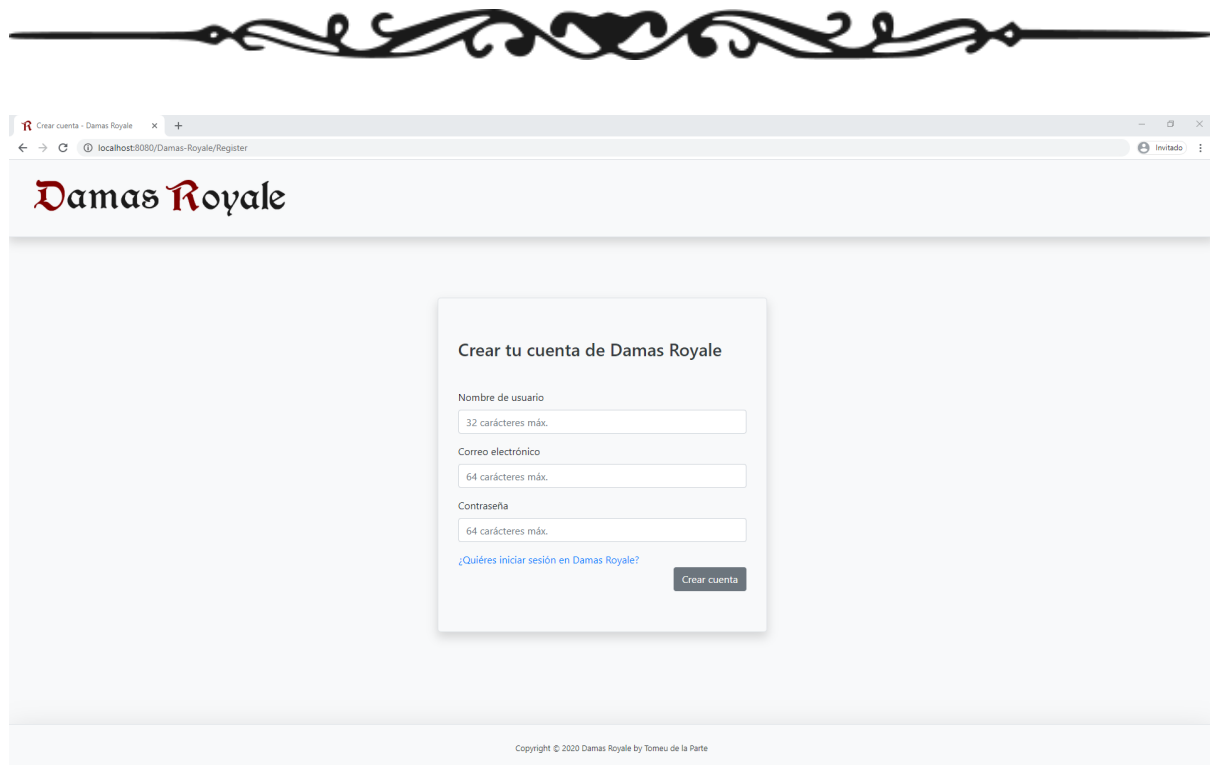 Crear cuenta - Damas Royale
localhost:8080/Damas-Royale/Register
Invitado
Damas Royale
Crear tu cuenta de Damas Royale
Nombre de usuario
32 carácteres máx.
Correo electrónico
64 carácteres máx.
Contraseña
64 carácteres máx.
¿Quiéres iniciar sesión en Damas Royale?
Crear cuenta
Copyright © 2020 Damas Royale by Tomeu de la Parte